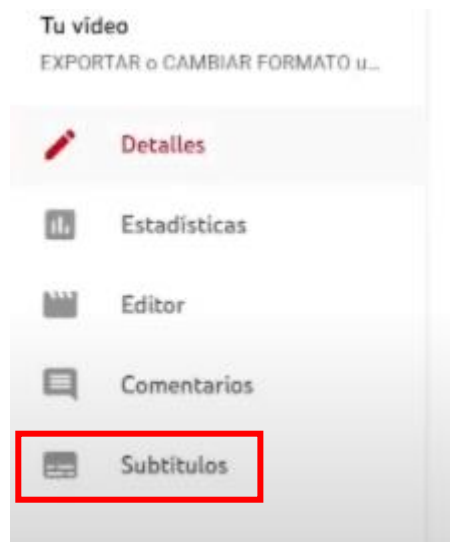 Tu vídeo
EXPORTAR o CAMBIAR FORMATO u...
Detalles
Estadísticas
Editor
Comentarios
Subtítulos